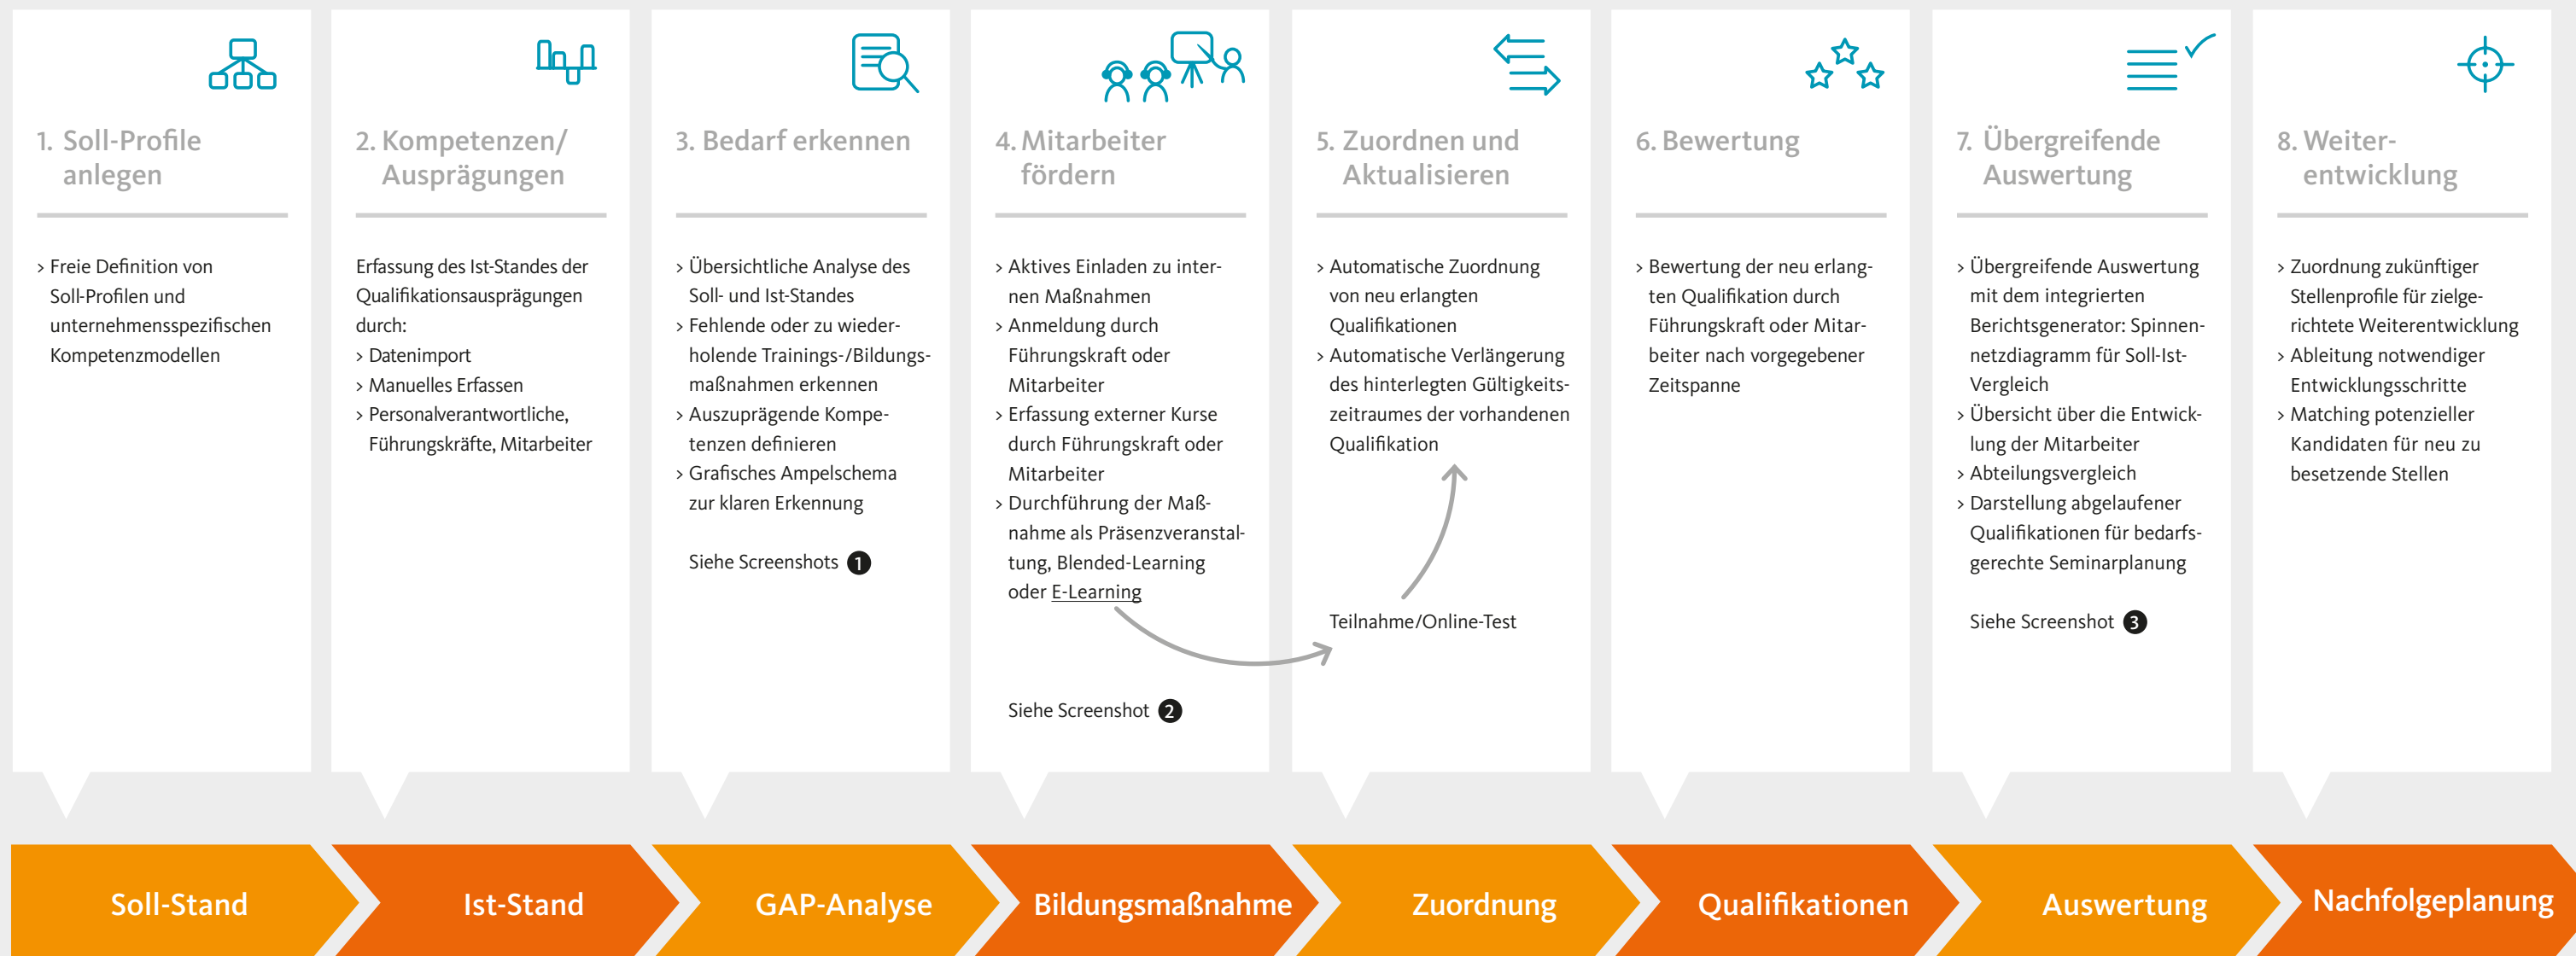 1. Soll-Profile
anlegen
> Freie Definition von
Soll-Profilen und
unternehmensspezifischen
Kompetenzmodellen
2. Kompetenzen/
Ausprägungen
Erfassung des Ist-Standes der
Qualifikationsausprägungen
durch:
> Datenimport
> Manuelles Erfassen
> Personalverantwortliche,
Führungskräfte, Mitarbeiter
3. Bedarf erkennen
> Übersichtliche Analyse des
Soll- und Ist-Standes
> Fehlende oder zu wieder-
holende Trainings-/Bildungs-
maßnahmen erkennen
> Auszuprägende Kompe-
tenzen definieren
> Grafisches Ampelschema
zur klaren Erkennung
Siehe Screenshots 1
4. Mitarbeiter
fördern
> Aktives Einladen zu inter-
nen Maßnahmen
> Anmeldung durch
Führungskraft oder
Mitarbeiter
> Erfassung externer Kurse
durch Führungskraft oder
Mitarbeiter
> Durchführung der Maß-
nahme als Präsenzveranstal-
tung, Blended-Learning
oder E-Learning
Siehe Screenshot 2
5. Zuordnen und
Aktualisieren
> Automatische Zuordnung
von neu erlangten
Qualifikationen
> Automatische Verlängerung
des hinterlegten Gültigkeits-
zeitraumes der vorhandenen
Qualifikation
Teilnahme/Online-Test
6. Bewertung
> Bewertung der neu erlang-
ten Qualifikation durch
Führungskraft oder Mitar-
beiter nach vorgegebener
Zeitspanne
7. Übergreifende
Auswertung
> Übergreifende Auswertung
mit dem integrierten
Berichtsgenerator: Spinnen-
netzdiagramm für Soll-Ist-
Vergleich
> Übersicht über die Entwick-
lung der Mitarbeiter
> Abteilungsvergleich
> Darstellung abgelaufener
Qualifikationen für bedarfs-
gerechte Seminarplanung
Siehe Screenshot 3
8. Weiter-
entwicklung
> Zuordnung zukünftiger
Stellenprofile für zielge-
richtete Weiterentwicklung
> Ableitung notwendiger
Entwicklungsschritte
> Matching potenzieller
Kandidaten für neu zu
besetzende Stellen
Soll-Stand
Ist-Stand
GAP-Analyse
Bildungsmaßnahme
Zuordnung
Qualifikationen
Auswertung
Nachfolgeplanung